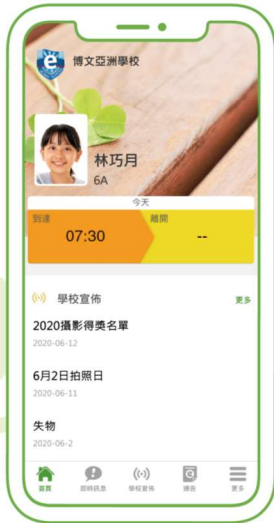 博文亞洲學校
林巧月
6A
今天
到達 離開
07:30 --
學校宣佈 更多
2020攝影得獎名單
2020-06-12
6月2日拍照日
2020-06-11
失物
2020-06-2
首頁 即時訊息 學校宣佈 通告 更多